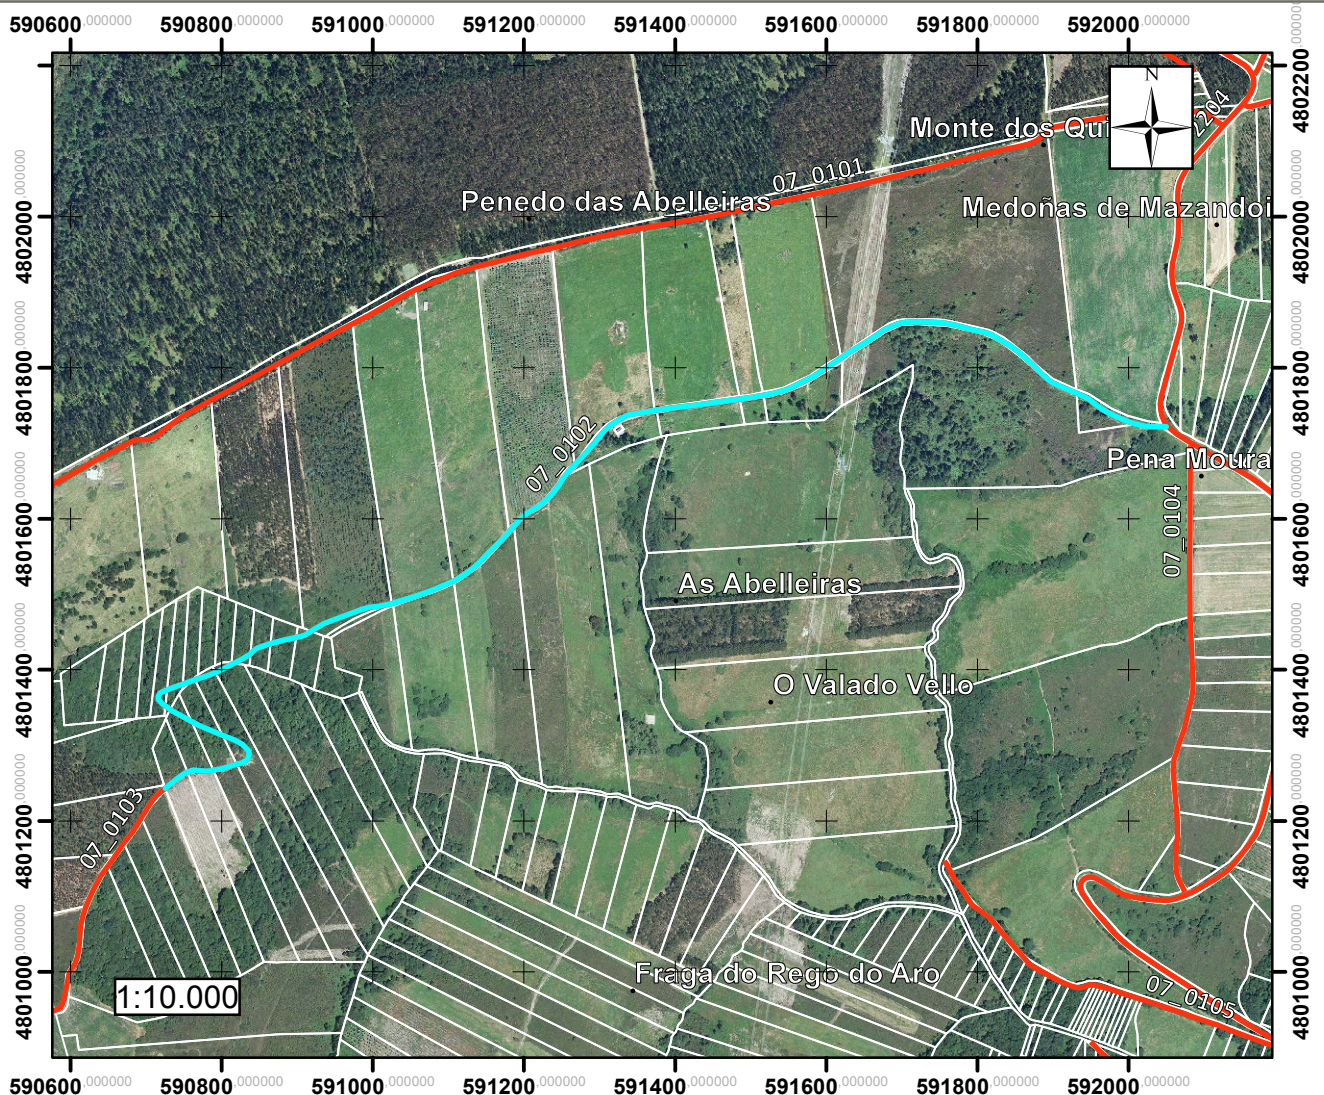 590600,000000 590800,000000 591000,000000 591200,000000 591400,000000 591600,000000 591800,000000 592000,000000
N
4802200,000000
2204
Monte dos Qui
07_0101
Penedo das Abelleiras
Medoñas de Mazandoi
4802000,000000 4802000,000000
4801800,000000 4801800,000000
07_0102
Pena Moura
07_0104
4801600,000000 4801600,000000
As Abelleiras
4801400,000000 4801400,000000
O Valado Vello
07_0103
4801200,000000 4801200,000000
Fraga do Rego do Aro
4801000,000000 4801000,000000
1:10.000
07_0105
590600,000000 590800,000000 591000,000000 591200,000000 591400,000000 591600,000000 591800,000000 592000,000000